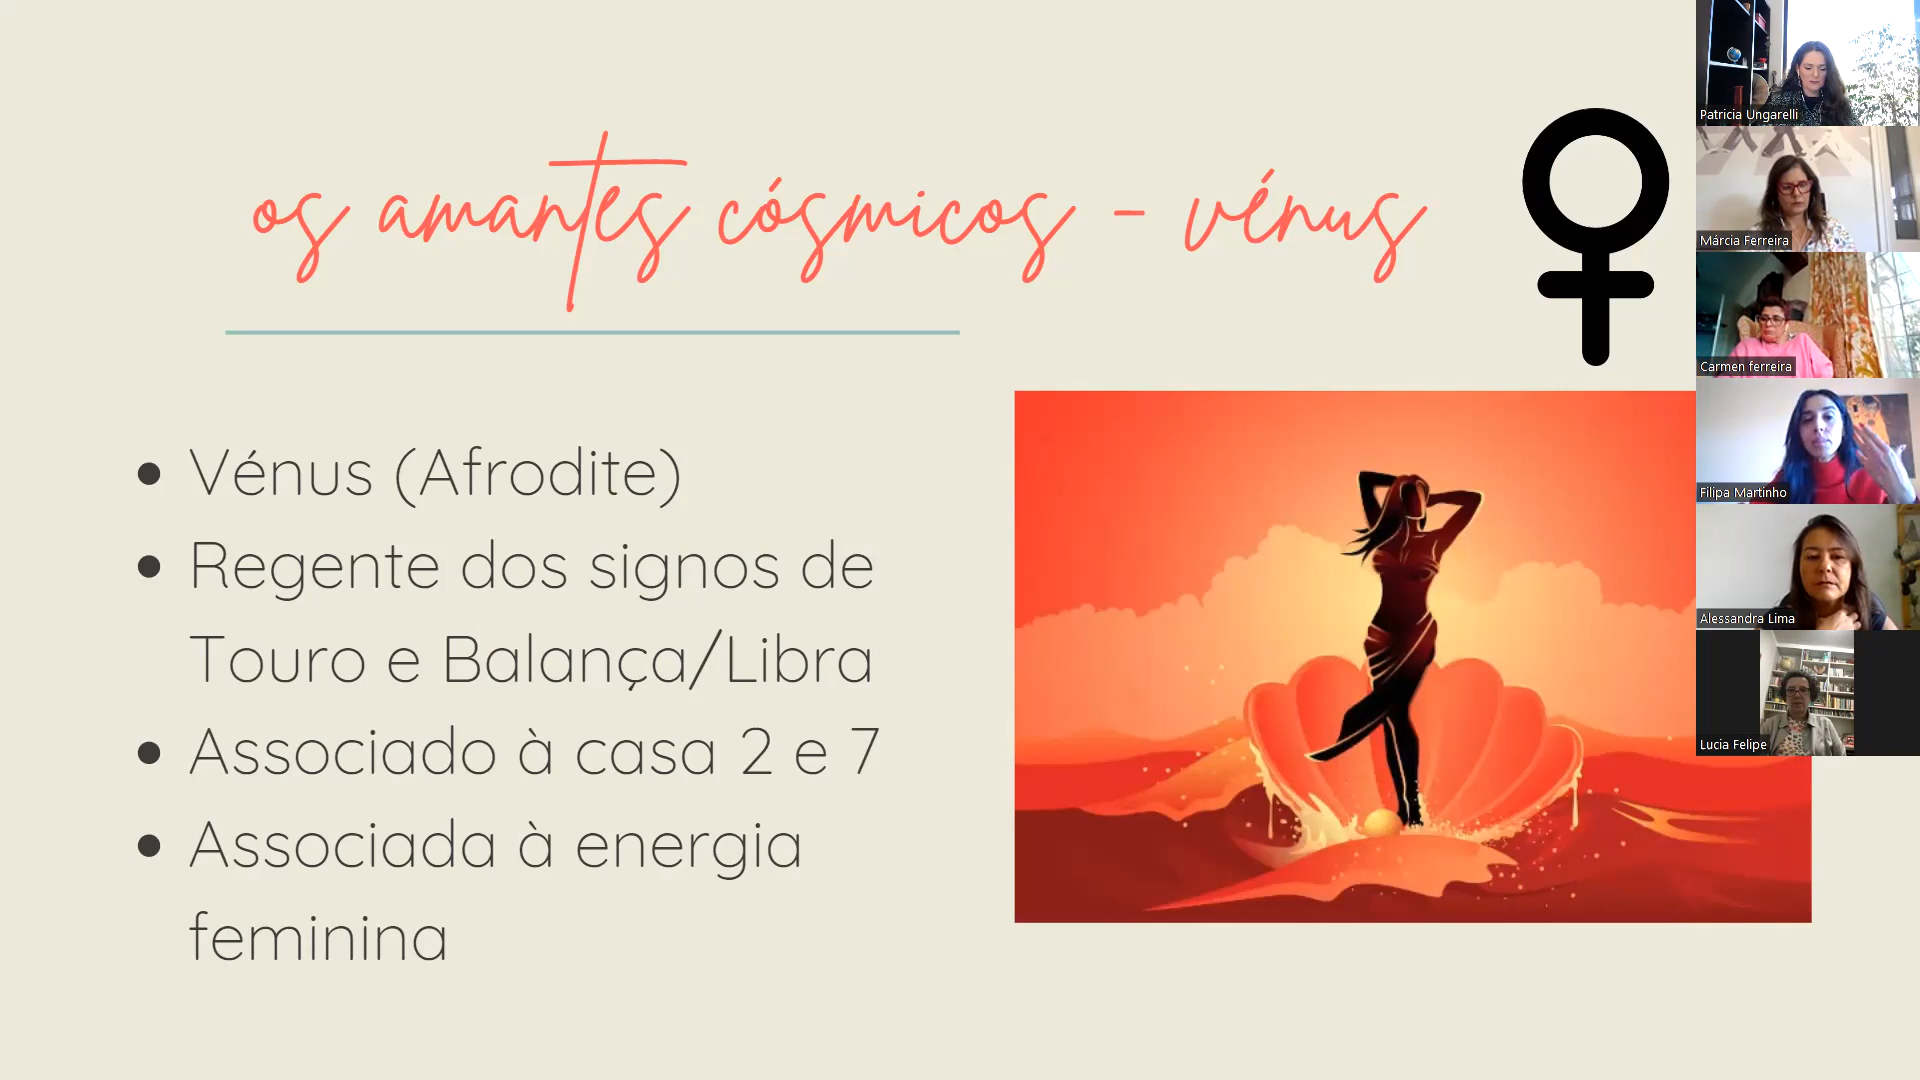 os amantes cósmicos - vénus
Vénus (Afrodite)
Regente dos signos de
Touro e Balança/Libra
Associado à casa 2 e 7
Associada à energia
feminina
Patricia Ungarelli
Márcia Ferreira
Carmen ferreira
Filipa Martinho
Alessandra Lima
Lucia Felipe